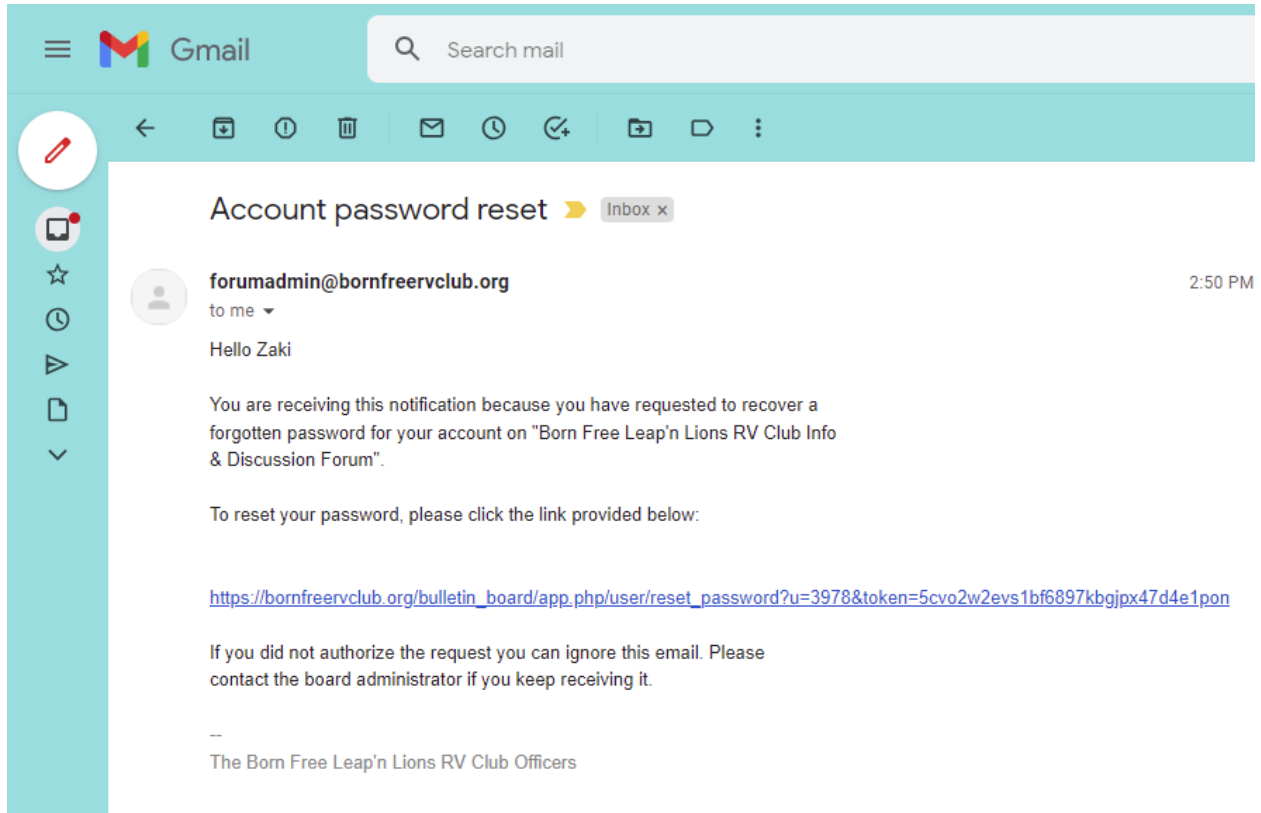 Gmail
Search mail
Account password reset
Inbox x
forumadmin@bornfreervclub.org
2:50 PM
to me
Hello Zaki
You are receiving this notification because you have requested to recover a
forgotten password for your account on "Born Free Leap'n Lions RV Club Info
& Discussion Forum".
To reset your password, please click the link provided below:
https://bornfreervclub.org/bulletin_board/app.php/user/reset_password?u=3978&token=5cvo2w2evs1bf6897kbgjpx47d4e1pon
If you did not authorize the request you can ignore this email. Please
contact the board administrator if you keep receiving it.
--
The Born Free Leap'n Lions RV Club Officers